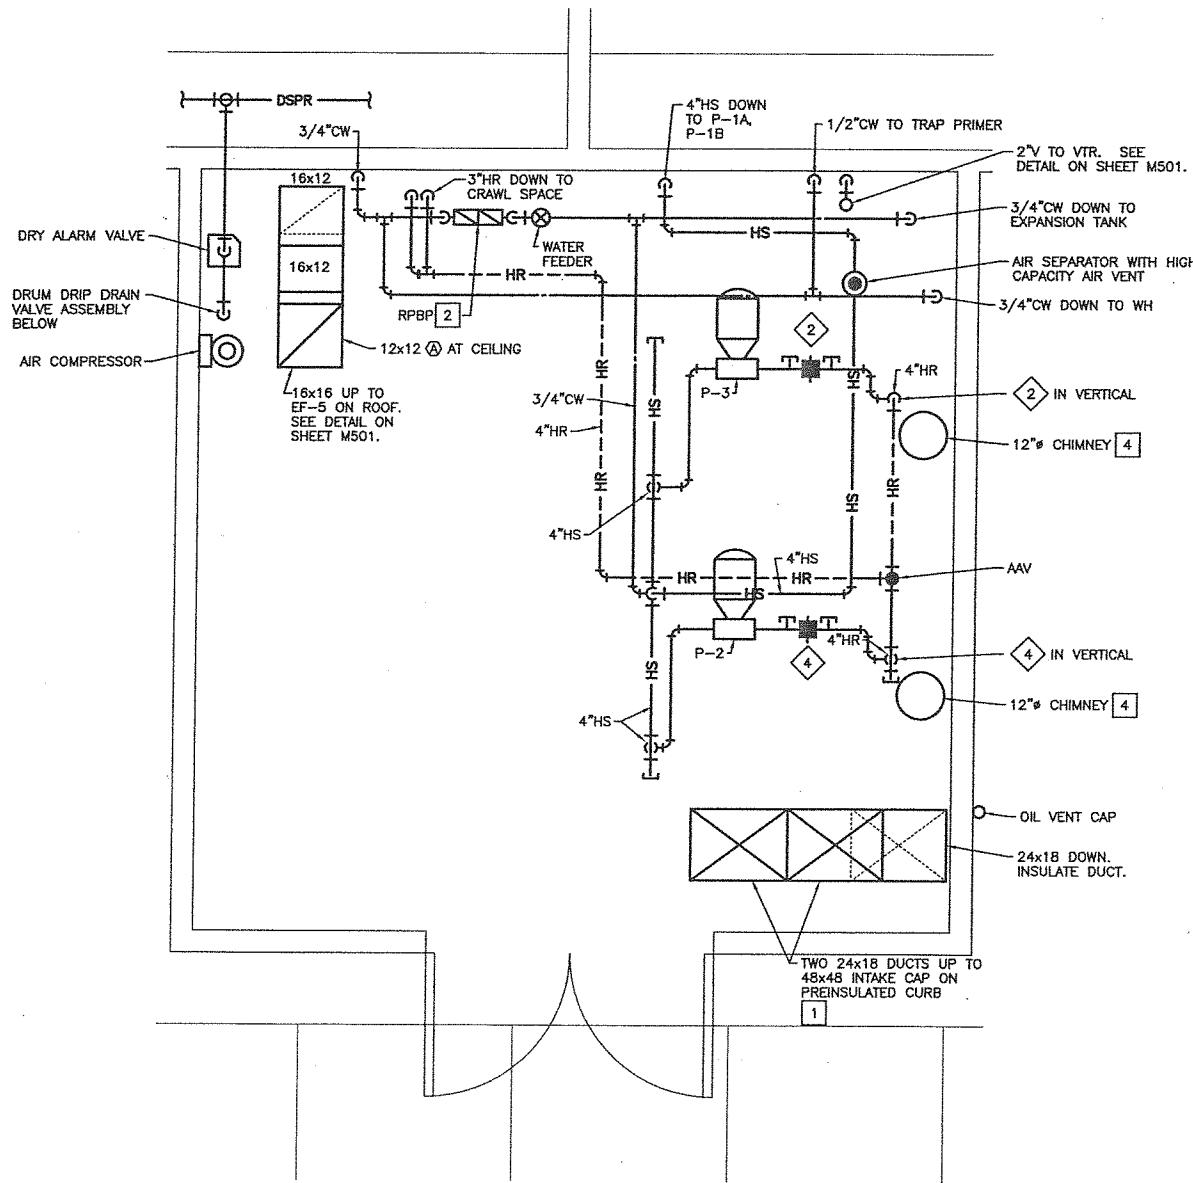 DSPR
4"HS DOWN
TO P-1A,
P-1B
3/4"CW
1/2"CW TO TRAP PRIMER
2"V TO VTR. SEE
DETAIL ON SHEET M501.
16x12
3"HR DOWN TO
CRAWL SPACE
3/4"CW DOWN TO
EXPANSION TANK
DRY ALARM VALVE
HS
WATER
FEEDER
16x12
HR
AIR SEPARATOR WITH HIGH
CAPACITY AIR VENT
DRUM DRIP DRAIN
VALVE ASSEMBLY
BELOW
RPBP 2
2
3/4"CW DOWN TO WH
AIR COMPRESSOR
12x12 A AT CEILING
HR
HS
P-3
4"HR
2 IN VERTICAL
16x16 UP TO
EF-5 ON ROOF.
SEE DETAIL ON
SHEET M501.
3/4"CW
HS
4"HR
12"ø CHIMNEY 4
HR
HS
HR
4"HS
4"HS
HR
HR
AAV
HS
4"HR
P-2
4
4 IN VERTICAL
HS
12"ø CHIMNEY 4
4"HS
OIL VENT CAP
24x18 DOWN.
INSULATE DUCT.
TWO 24x18 DUCTS UP TO
48x48 INTAKE CAP ON
PREINSULATED CURB
1